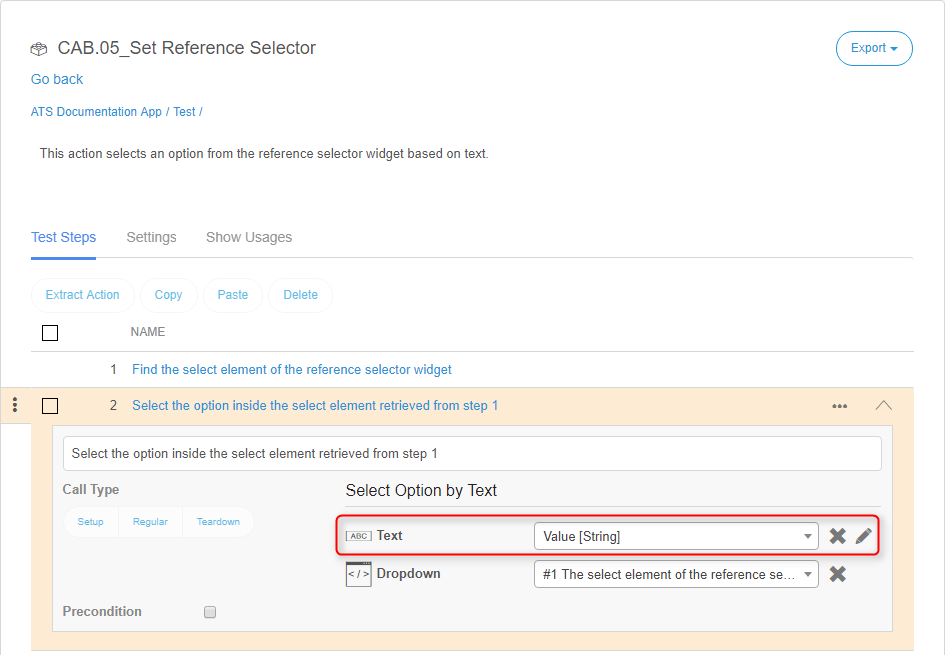 CAB.05_Set Reference Selector
Export
Go back
ATS Documentation App / Test /
This action selects an option from the reference selector widget based on text.
Test Steps Settings Show Usages
Extract Action Copy Paste Delete
NAME
1 Find the select element of the reference selector widget
2 Select the option inside the select element retrieved from step 1
Select the option inside the select element retrieved from step 1
Call Type
Select Option by Text
Setup Regular Teardown
ABC Text Value [String]
</> Dropdown #1 The select element of the reference se...
Precondition